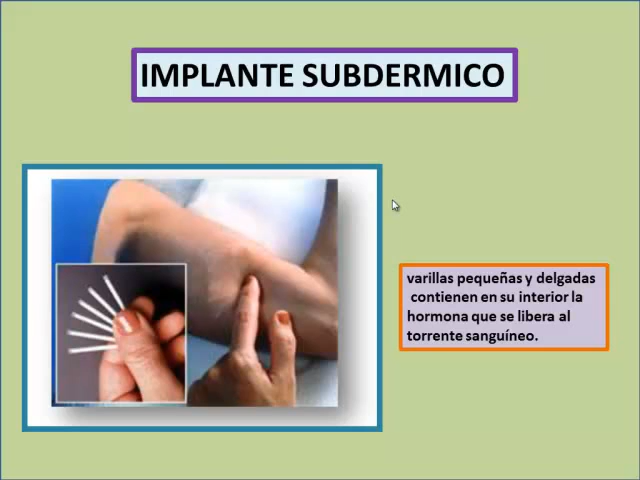 IMPLANTE SUBDERMICO
varillas pequeñas y delgadas
contienen en su interior la
hormona que se libera al
torrente sanguíneo.